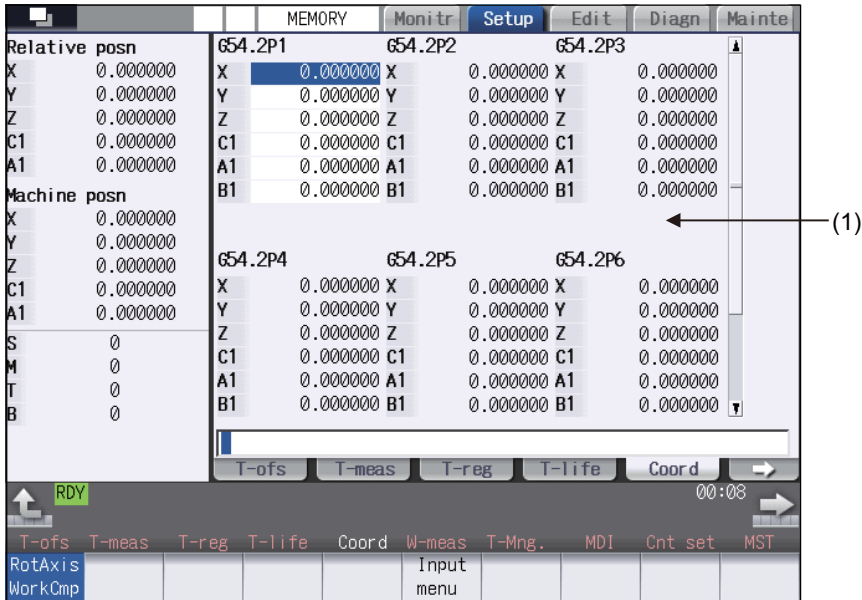 MEMORY Monitr Setup Edit Diagn Mainte
Relative posn
X 0.000000
Y 0.000000
Z 0.000000
C1 0.000000
A1 0.000000
Machine posn
X 0.000000
Y 0.000000
Z 0.000000
C1 0.000000
A1 0.000000
S 0
M 0
T 0
B 0
G54.2P1 G54.2P2 G54.2P3
X 0.000000 X 0.000000 X 0.000000
Y 0.000000 Y 0.000000 Y 0.000000
Z 0.000000 Z 0.000000 Z 0.000000
C1 0.000000 C1 0.000000 C1 0.000000
A1 0.000000 A1 0.000000 A1 0.000000
B1 0.000000 B1 0.000000 B1 0.000000
(1)
G54.2P4 G54.2P5 G54.2P6
X 0.000000 X 0.000000 X 0.000000
Y 0.000000 Y 0.000000 Y 0.000000
Z 0.000000 Z 0.000000 Z 0.000000
C1 0.000000 C1 0.000000 C1 0.000000
A1 0.000000 A1 0.000000 A1 0.000000
B1 0.000000 B1 0.000000 B1 0.000000
T-ofs T-meas T-reg T-life Coord
RDY 00:08
T-ofs T-meas T-reg T-life Coord W-meas T-Mng. MDI Cnt set MST
RotAxis Input
WorkCmp menu